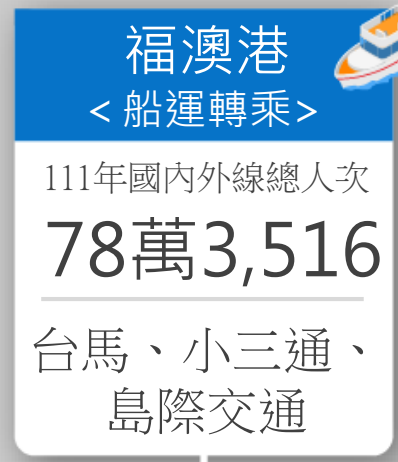 福澳港
<船運轉乘>
111年國內外線總人次
78萬3,516
台馬、小三通、
島際交通